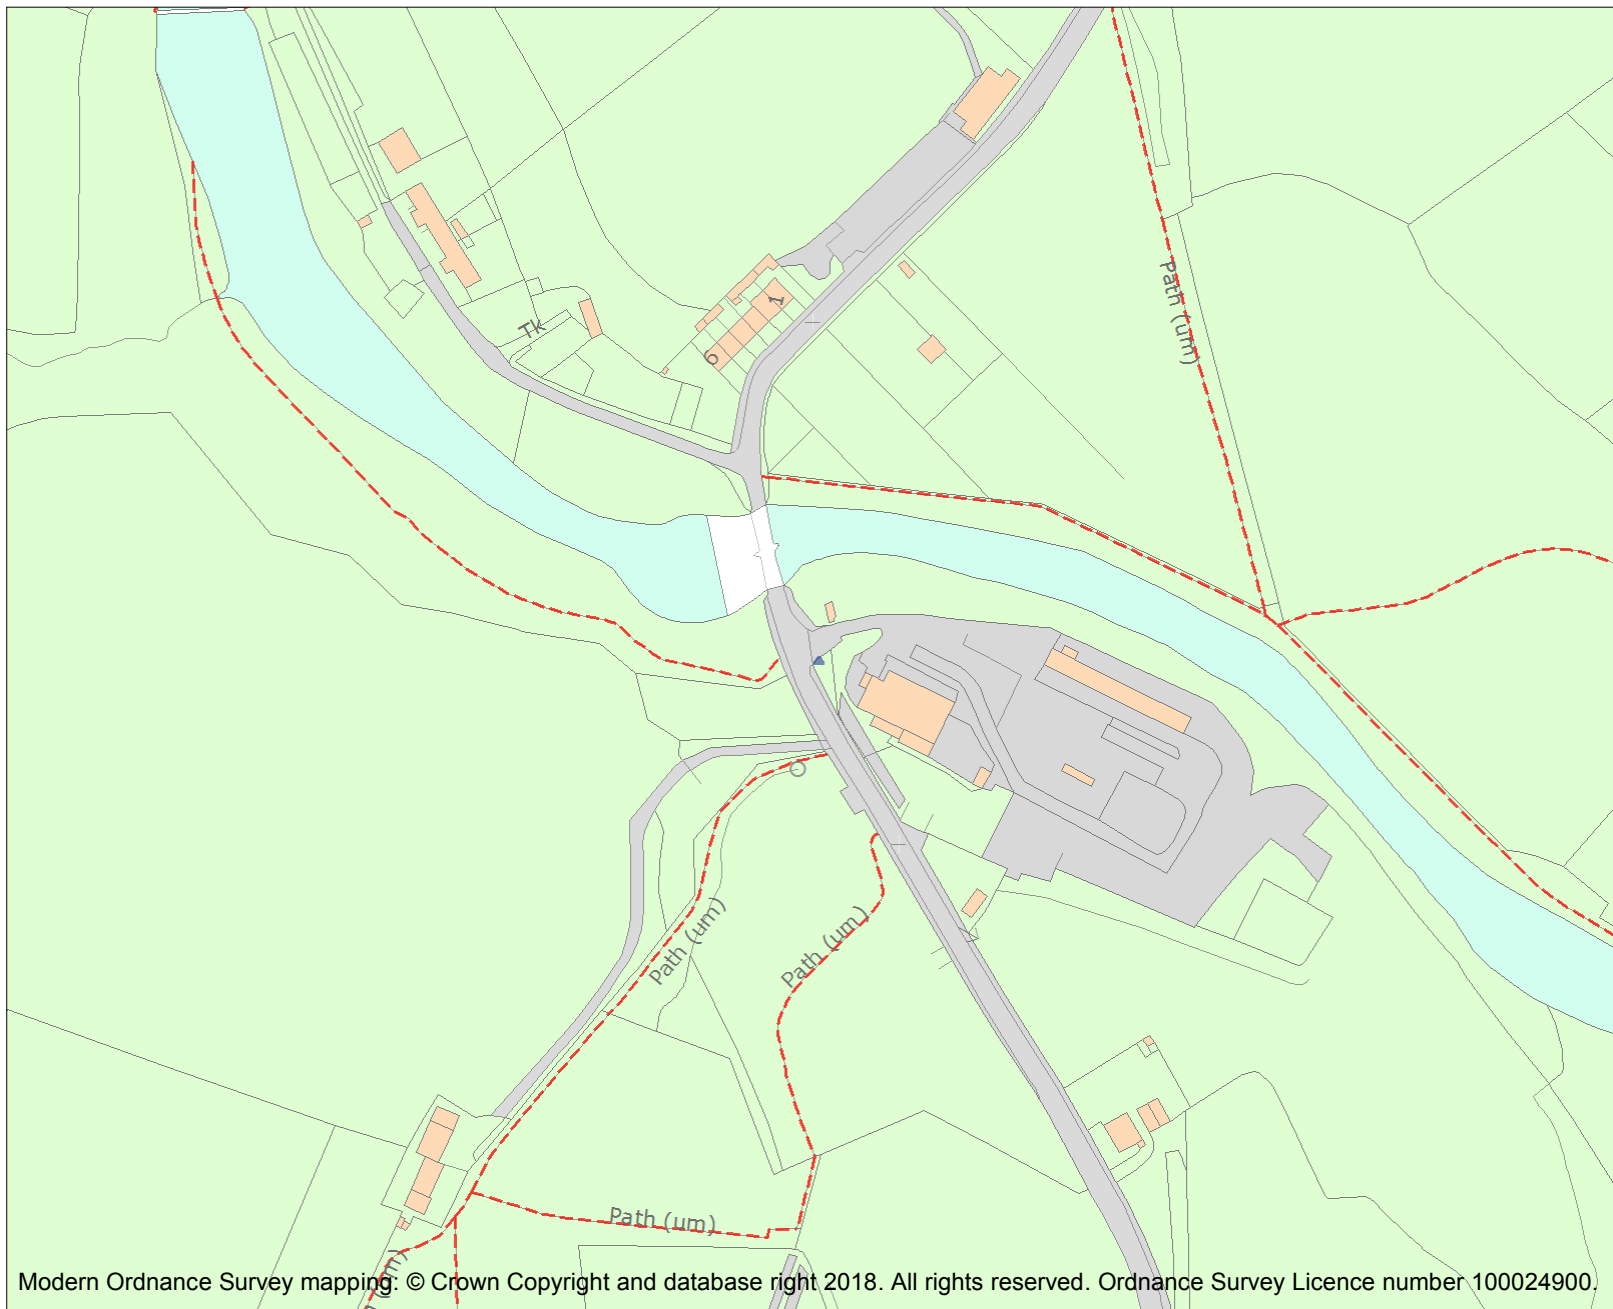 Path (um)
Tk
1
6
Path (um)
Path (um)
Path (um)
(um)
Modern Ordnance Survey mapping: © Crown Copyright and database right 2018. All rights reserved. Ordnance Survey Licence number 100024900.